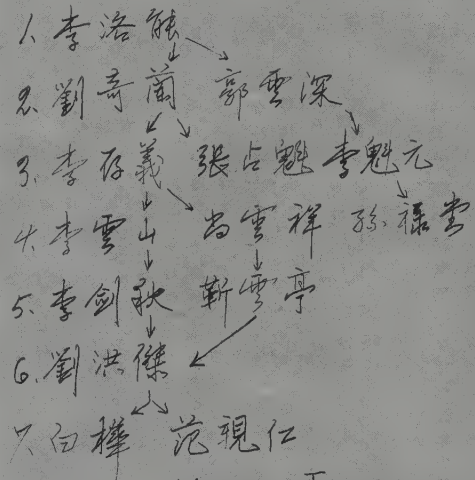 1、李洛能
2、劉奇蘭 郭雲深
3、李存義 張占魁 李魁元
4、李雲山 尚雲祥 孫祿堂
5、李劍秋 靳雲亭
6、劉洪傑
7、白樺 范視仁